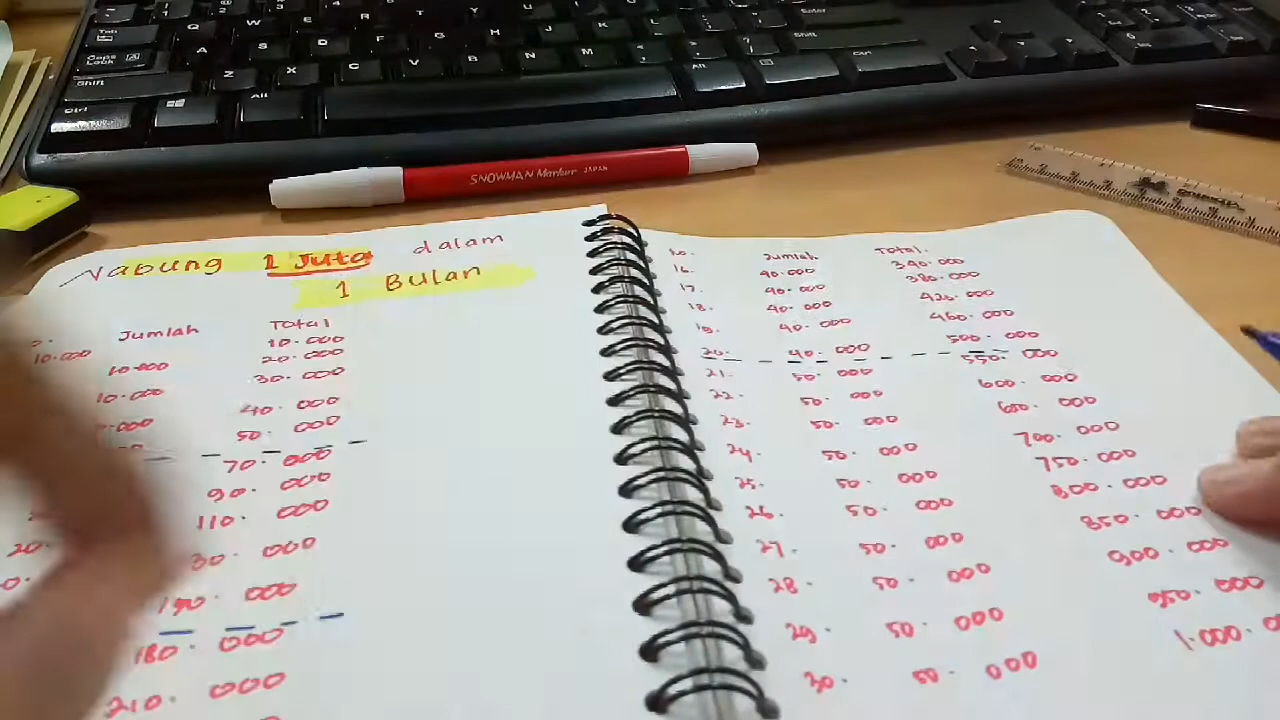 SNOWMAN Marker JAPAN
Nabung 1 Juta dalam
1 Bulan
Jumlah Total
10.000 10.000
10.000 20.000
10.000 30.000
40.000
50.000
70.000
90.000
110.000
30.000
150.000
180.000
210.000
No. Jumlah Total
16. 40.000 340.000
17. 40.000 380.000
18. 40.000 420.000
19. 40.000 460.000
20. 40.000 500.000
21. 50.000 550.000
22. 50.000 600.000
23. 50.000 650.000
24. 50.000 700.000
25. 50.000 750.000
26. 50.000 800.000
27. 50.000 850.000
28. 50.000 900.000
29. 50.000 950.000
30. 50.000 1.000.0